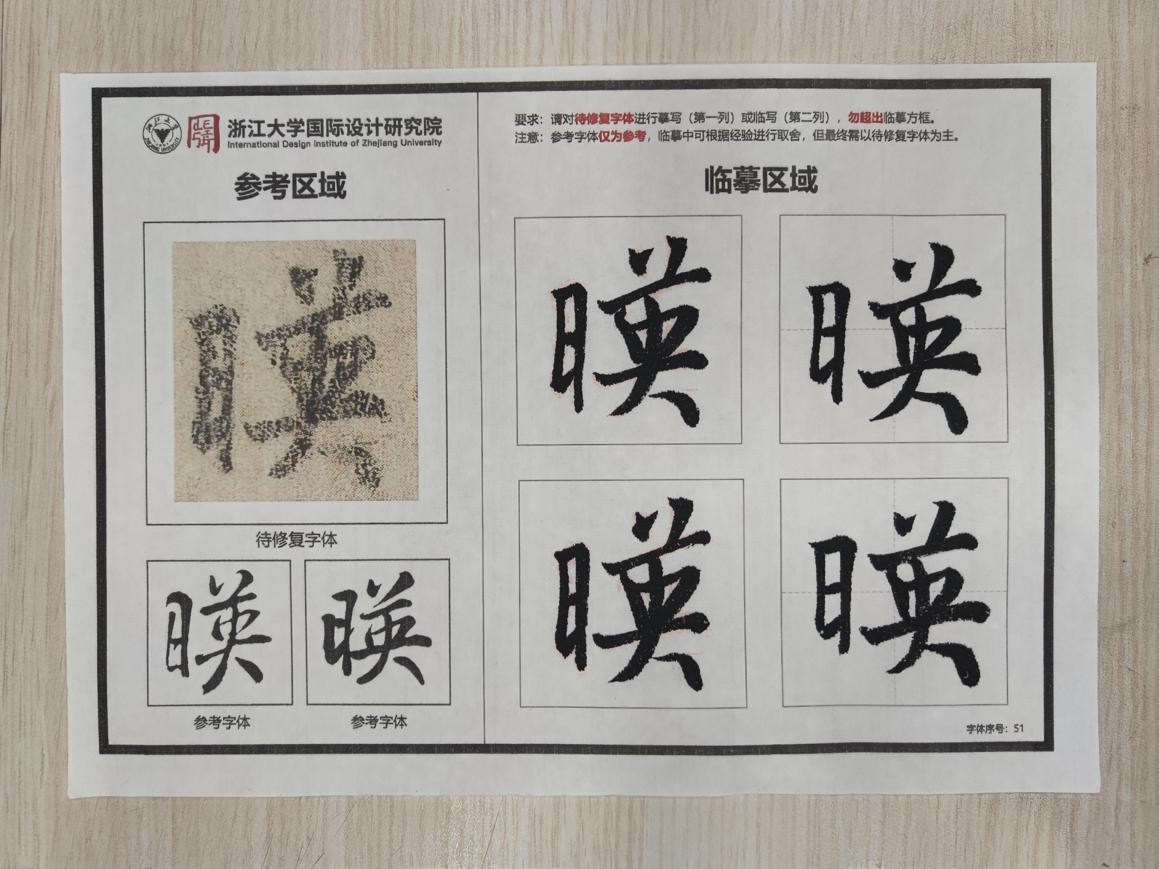 浙江大学国际设计研究院
International Design Institute of Zhejiang University
参考区域
暎
待修复字体
暎
暎
参考字体
参考字体
要求：请对待修复字体进行摹写（第一列）或临写（第二列），勿超出临摹方框。
注意：参考字体仅为参考，临摹中可根据经验进行取舍，但最终需以待修复字体为主。
临摹区域
暎
暎
暎
暎
字体序号：51